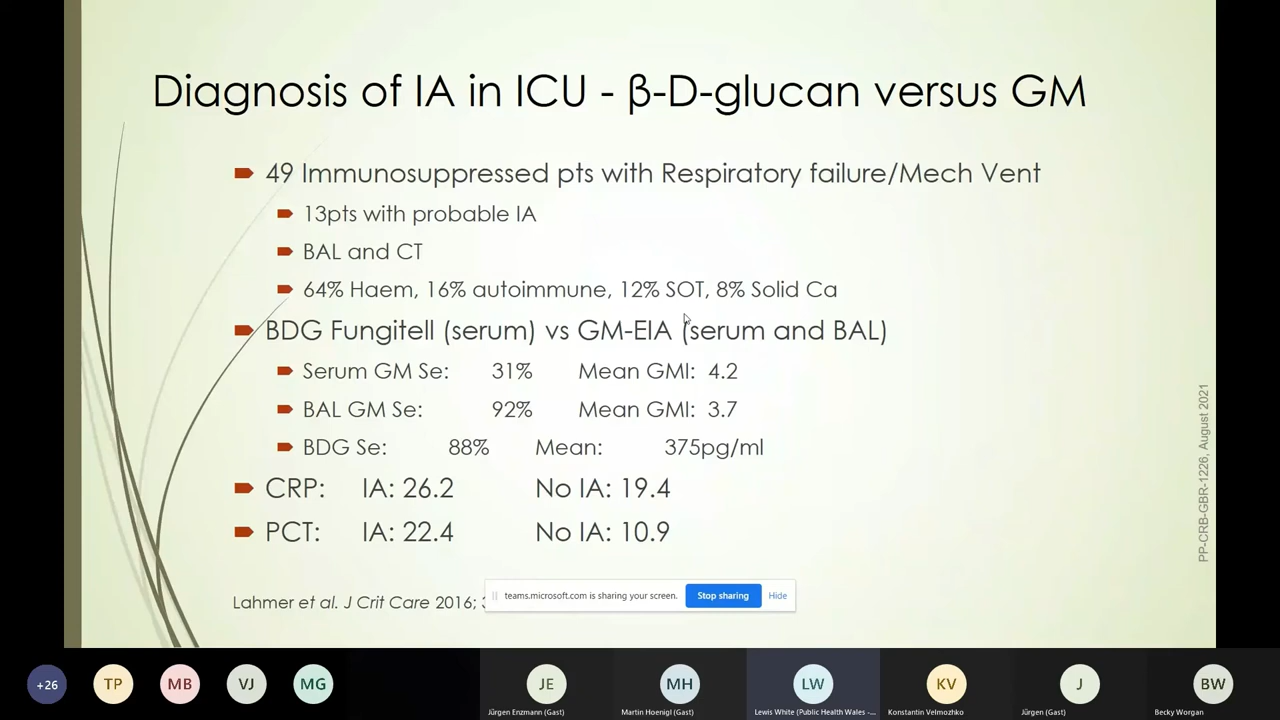 Diagnosis of IA in ICU - β-D-glucan versus GM
49 Immunosuppressed pts with Respiratory failure/Mech Vent
13pts with probable IA
BAL and CT
64% Haem, 16% autoimmune, 12% SOT, 8% Solid Ca
BDG Fungitell (serum) vs GM-EIA (serum and BAL)
Serum GM Se: 31% Mean GMI: 4.2
BAL GM Se: 92% Mean GMI: 3.7
BDG Se: 88% Mean: 375pg/ml
CRP: IA: 26.2 No IA: 19.4
PCT: IA: 22.4 No IA: 10.9
PP-CRB-GBR-1226, August 2021
Lahmer et al. J Crit Care 2016;
teams.microsoft.com is sharing your screen. Stop sharing Hide
+26 TP MB VJ MG JE MH LW KV J BW
Jürgen Enzmann (Gast) Martin Hoenigl (Gast) Lewis White (Public Health Wales -... Konstantin Velmozhko Jürgen (Gast) Becky Worgan